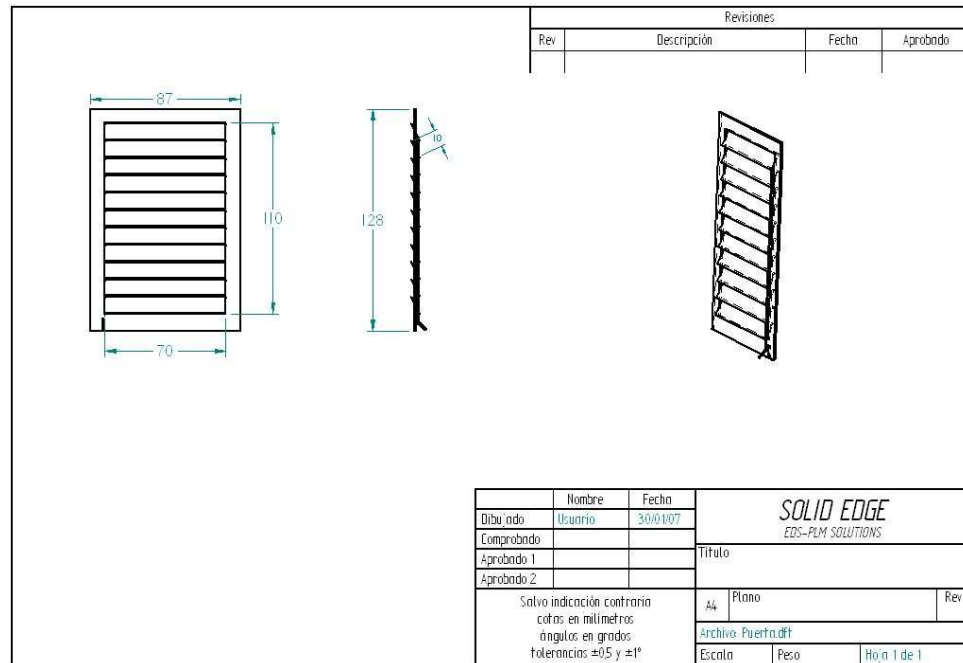 Revisiones
Rev Descripción Fecha Aprobado
87
10
110
128
70
Nombre Fecha
Dibujado Usuario 30/01/07
Comprobado
Aprobado 1
Aprobado 2
SOLID EDGE
EDS-PLM SOLUTIONS
Título
Salvo indicación contraria
cotas en milímetros
ángulos en grados
tolerancias ±0,5 y ±1º
A4 Plano Rev
Archivo: Puerta.dft
Escala Peso Hoja 1 de 1